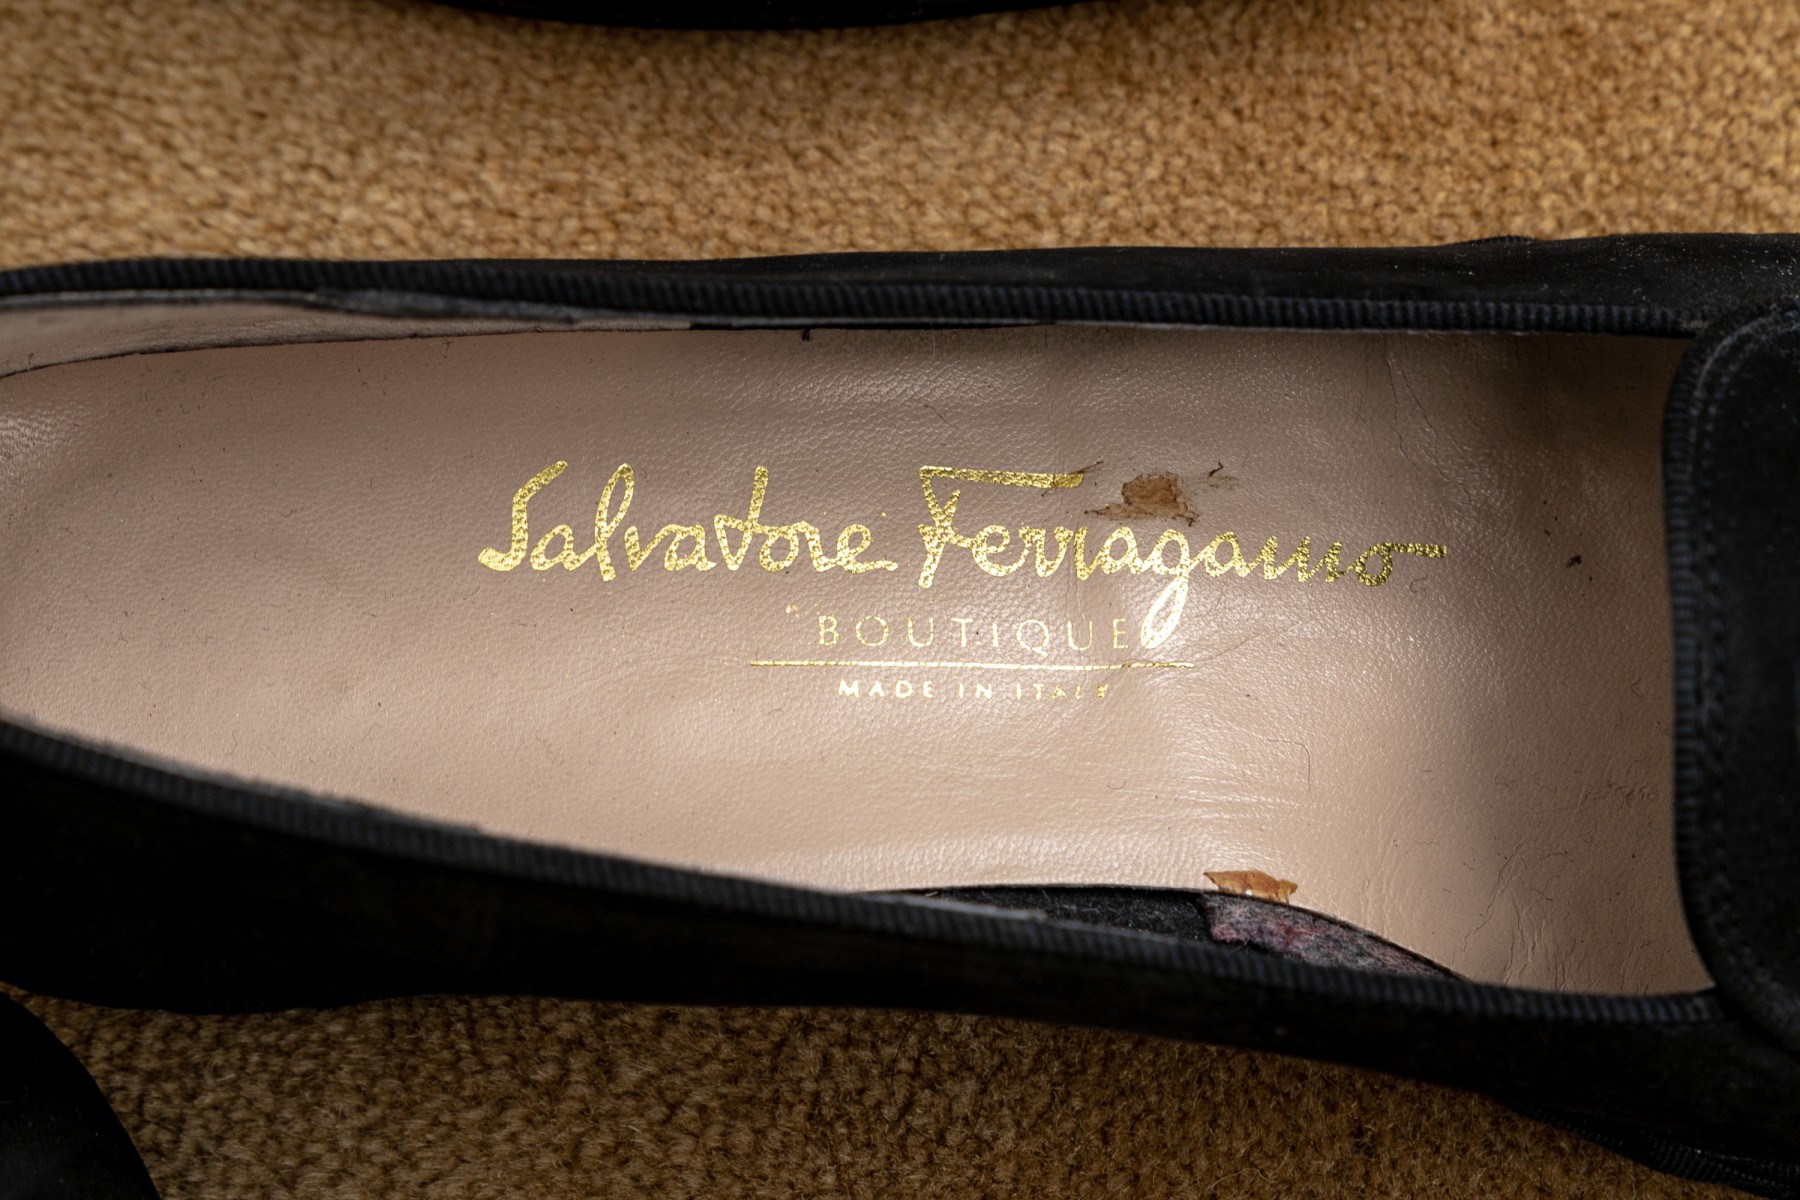 Salvatore Ferragamo
"BOUTIQUE
MADE IN ITALY